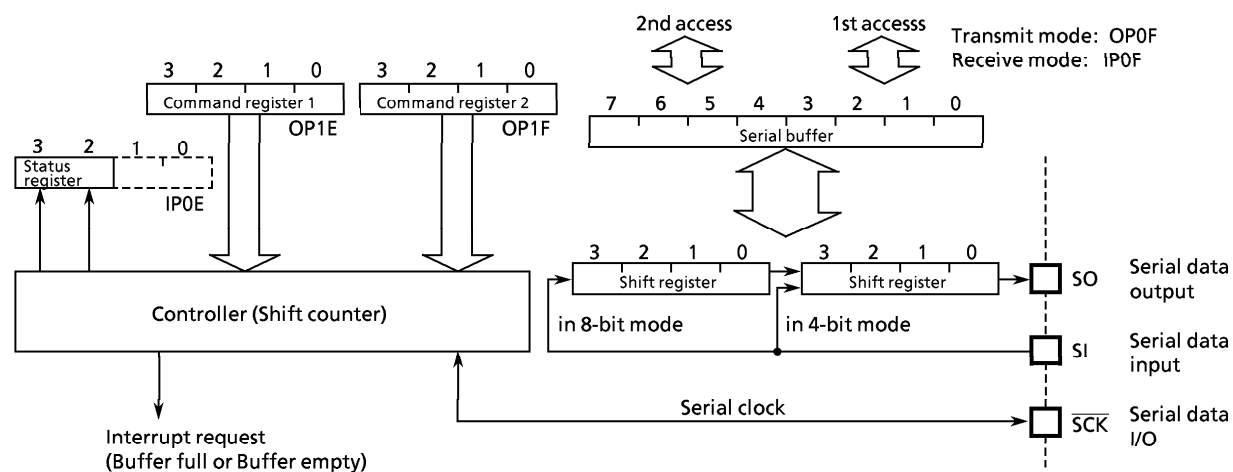 2nd access
1st accesss
Transmit mode: OP0F
Receive mode: IP0F
3 2 1 0
3 2 1 0
Command register 1
Command register 2
OP1E
OP1F
7 6 5 4 3 2 1 0
Serial buffer
3 2 1 0
Status
register
IP0E
3 2 1 0
3 2 1 0
Shift register
Shift register
SO
Serial data
output
Controller (Shift counter)
in 8-bit mode
in 4-bit mode
SI
Serial data
input
Serial clock
SCK
Serial data
I/O
Interrupt request
(Buffer full or Buffer empty)